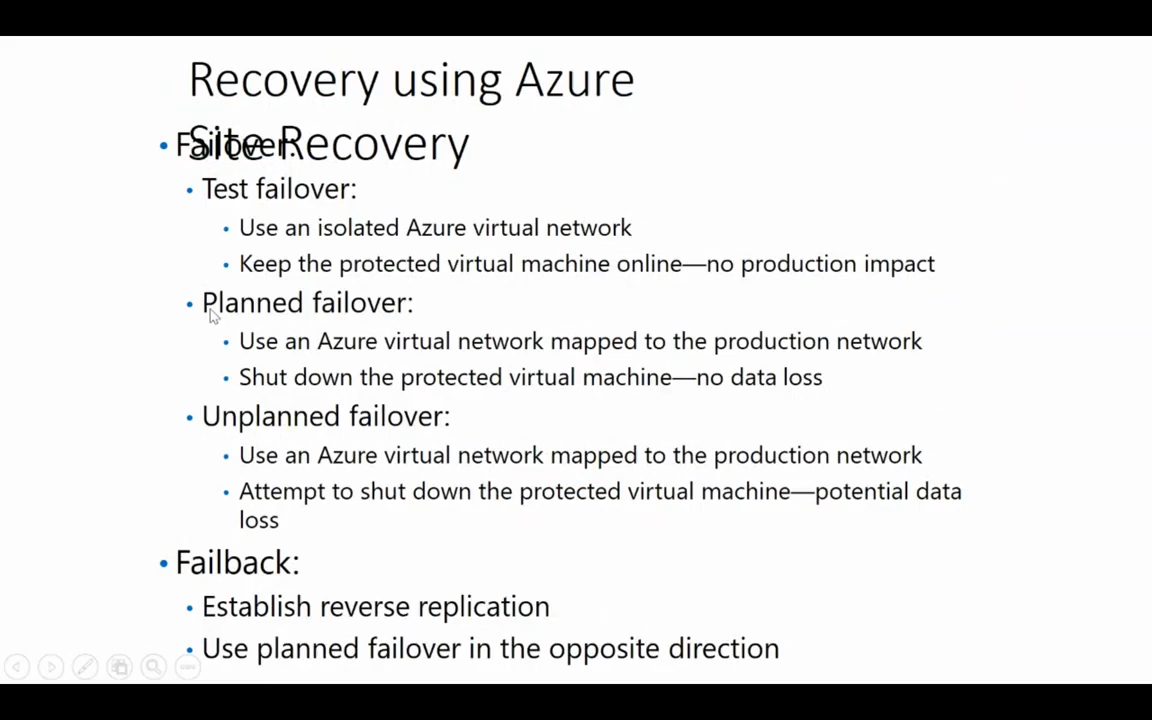 Recovery using Azure
Site Recovery
• Failover:
• Test failover:
• Use an isolated Azure virtual network
• Keep the protected virtual machine online—no production impact
• Planned failover:
• Use an Azure virtual network mapped to the production network
• Shut down the protected virtual machine—no data loss
• Unplanned failover:
• Use an Azure virtual network mapped to the production network
• Attempt to shut down the protected virtual machine—potential data
loss
• Failback:
• Establish reverse replication
• Use planned failover in the opposite direction